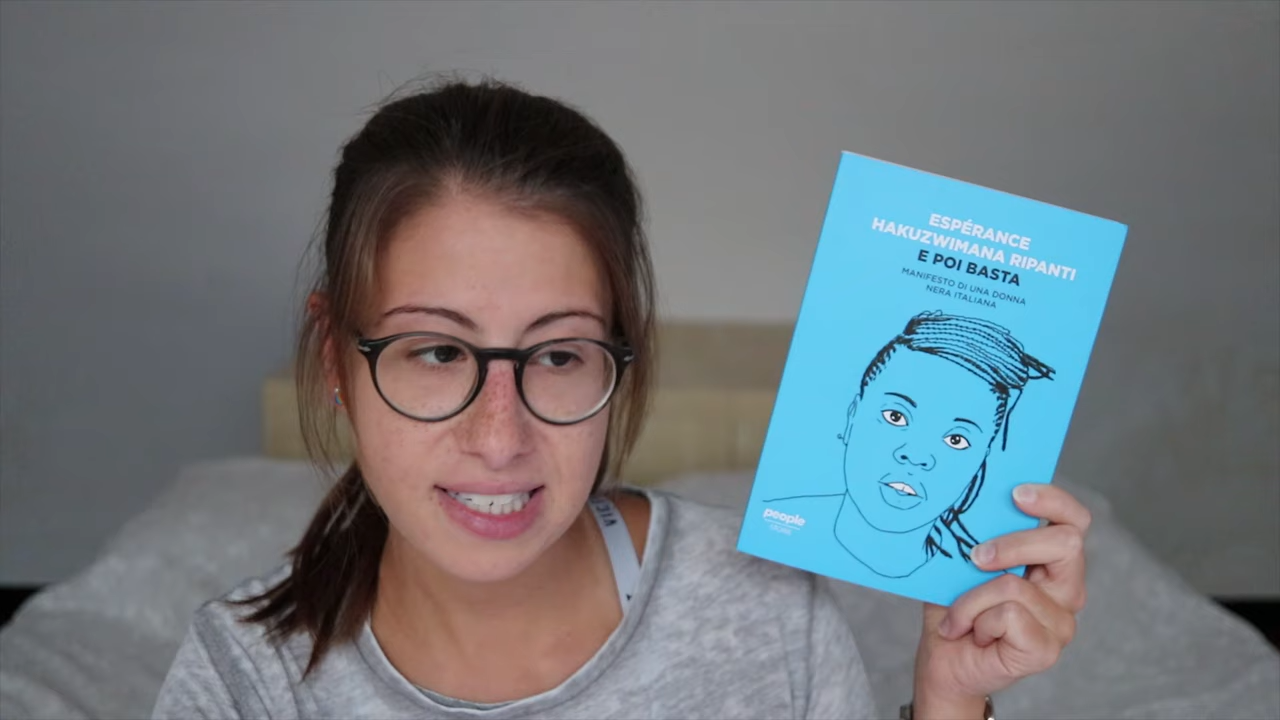 ESPÉRANCE
HAKUZWIMANA RIPANTI
E POI BASTA
MANIFESTO DI UNA DONNA
NERA ITALIANA
people